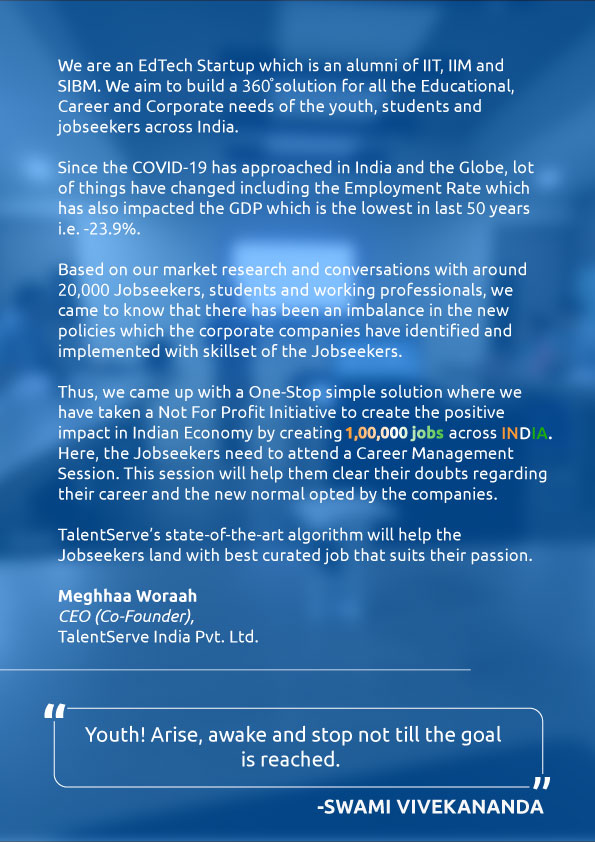 We are an EdTech Startup which is an alumni of IIT, IIM and
SIBM. We aim to build a 360° solution for all the Educational,
Career and Corporate needs of the youth, students and
jobseekers across India.
Since the COVID-19 has approached in India and the Globe, lot
of things have changed including the Employment Rate which
has also impacted the GDP which is the lowest in last 50 years
i.e. -23.9%.
Based on our market research and conversations with around
20,000 Jobseekers, students and working professionals, we
came to know that there has been an imbalance in the new
policies which the corporate companies have identified and
implemented with skillset of the Jobseekers.
Thus, we came up with a One-Stop simple solution where we
have taken a Not For Profit Initiative to create the positive
impact in Indian Economy by creating 1,00,000 jobs across INDIA.
Here, the Jobseekers need to attend a Career Management
Session. This session will help them clear their doubts regarding
their career and the new normal opted by the companies.
TalentServe's state-of-the-art algorithm will help the
Jobseekers land with best curated job that suits their passion.
Meghhaa Woraah
CEO (Co-Founder),
TalentServe India Pvt. Ltd.
"Youth! Arise, awake and stop not till the goal
is reached."
-SWAMI VIVEKANANDA